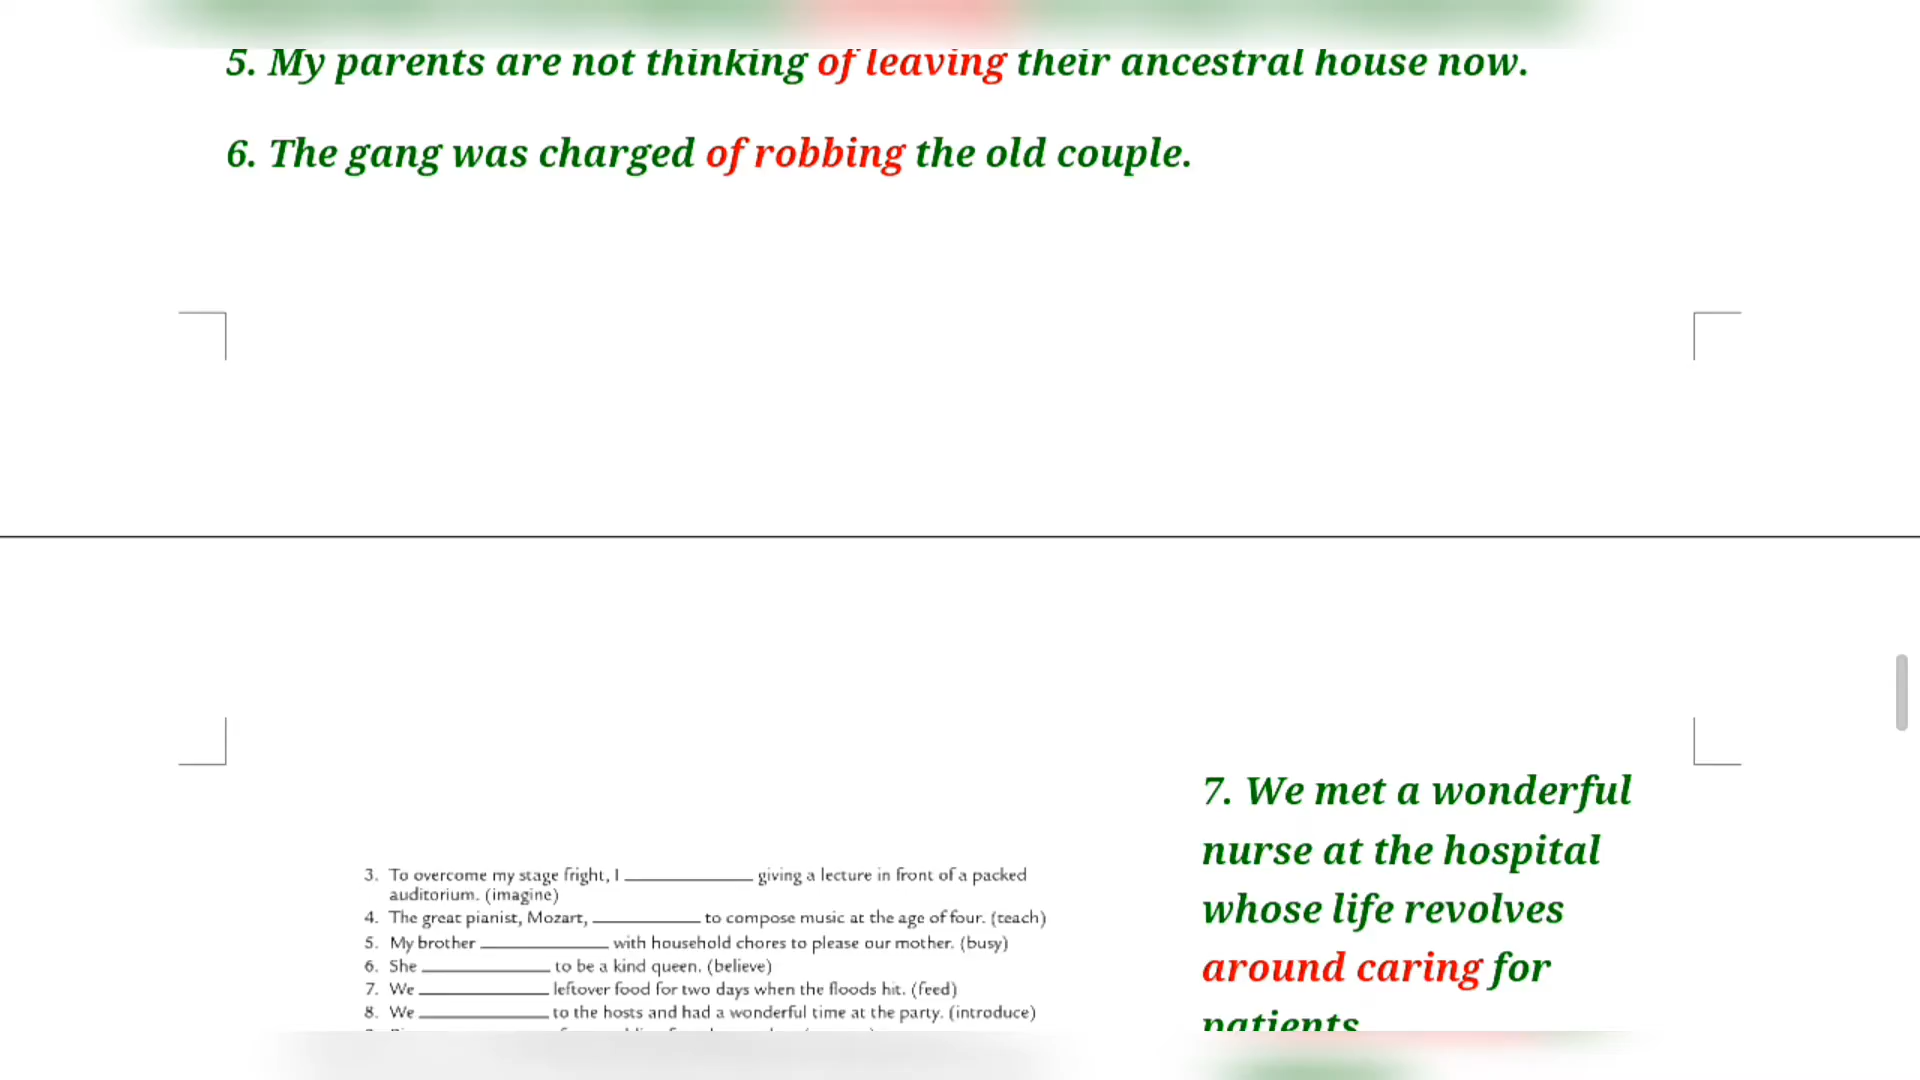 5. My parents are not thinking of leaving their ancestral house now.
6. The gang was charged of robbing the old couple.
3. To overcome my stage fright, I ____________ giving a lecture in front of a packed
auditorium. (imagine)
4. The great pianist, Mozart, ____________ to compose music at the age of four. (teach)
5. My brother ____________ with household chores to please our mother. (busy)
6. She ____________ to be a kind queen. (believe)
7. We ____________ leftover food for two days when the floods hit. (feed)
8. We ____________ to the hosts and had a wonderful time at the party. (introduce)
7. We met a wonderful
nurse at the hospital
whose life revolves
around caring for
patients